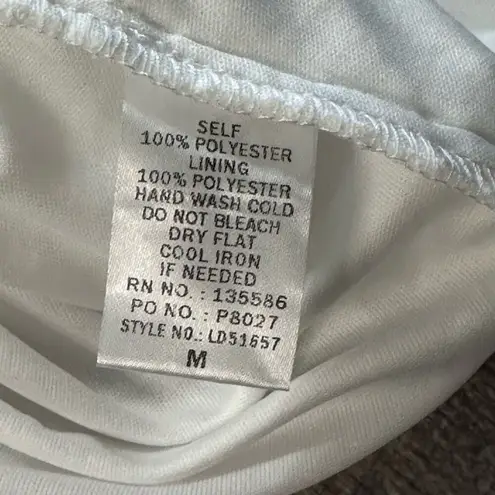 SELF
100% POLYESTER
LINING
100% POLYESTER
HAND WASH COLD
DO NOT BLEACH
DRY FLAT
COOL IRON
IF NEEDED
RN NO. : 135586
PO NO. : P8027
STYLE NO.: LD51657
M